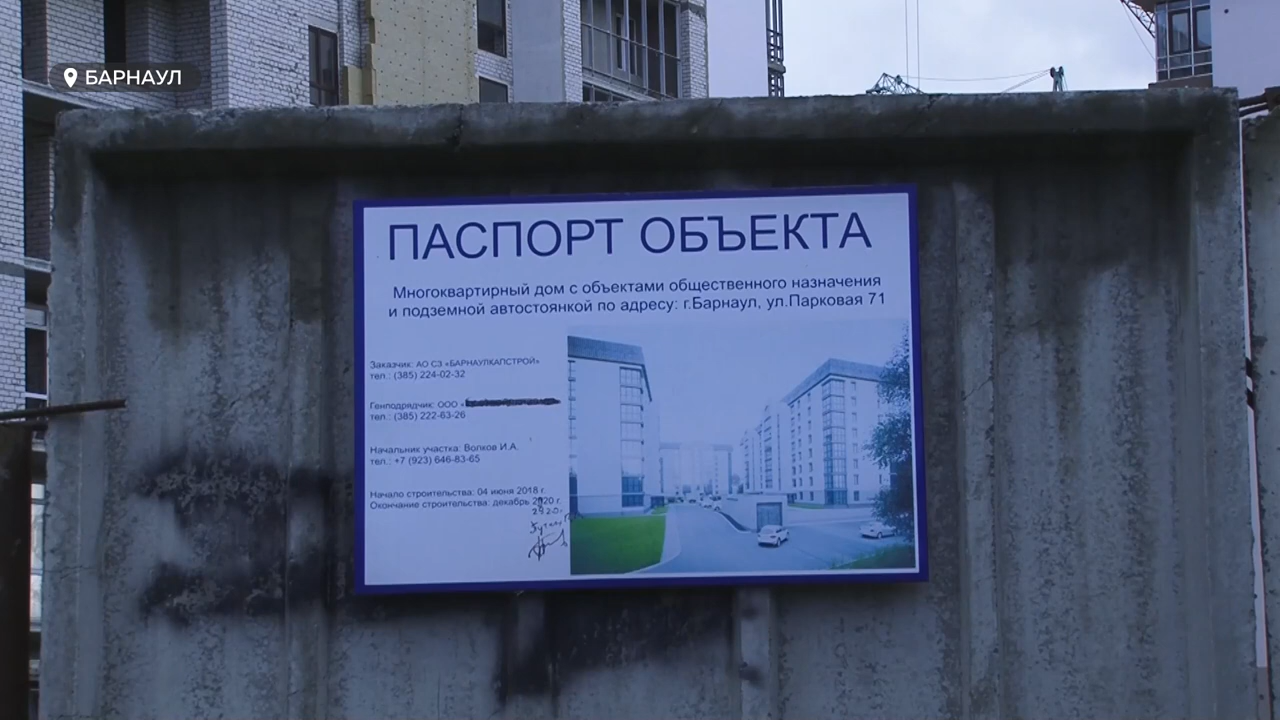 БАРНАУЛ
ПАСПОРТ ОБЪЕКТА
Многоквартирный дом с объектами общественного назначения
и подземной автостоянкой по адресу: г.Барнаул, ул.Парковая 71
Заказчик: АО СЗ «БАРНАУЛКАПСТРОЙ»
тел.: (385) 224-02-32
Генподрядчик: ООО «
тел.: (385) 222-63-26
Начальник участка: Волков И.А.
тел.: +7 (923) 646-83-65
Начало строительства: 04 июня 2018 г.
Окончание строительства: декабрь 2020 г.